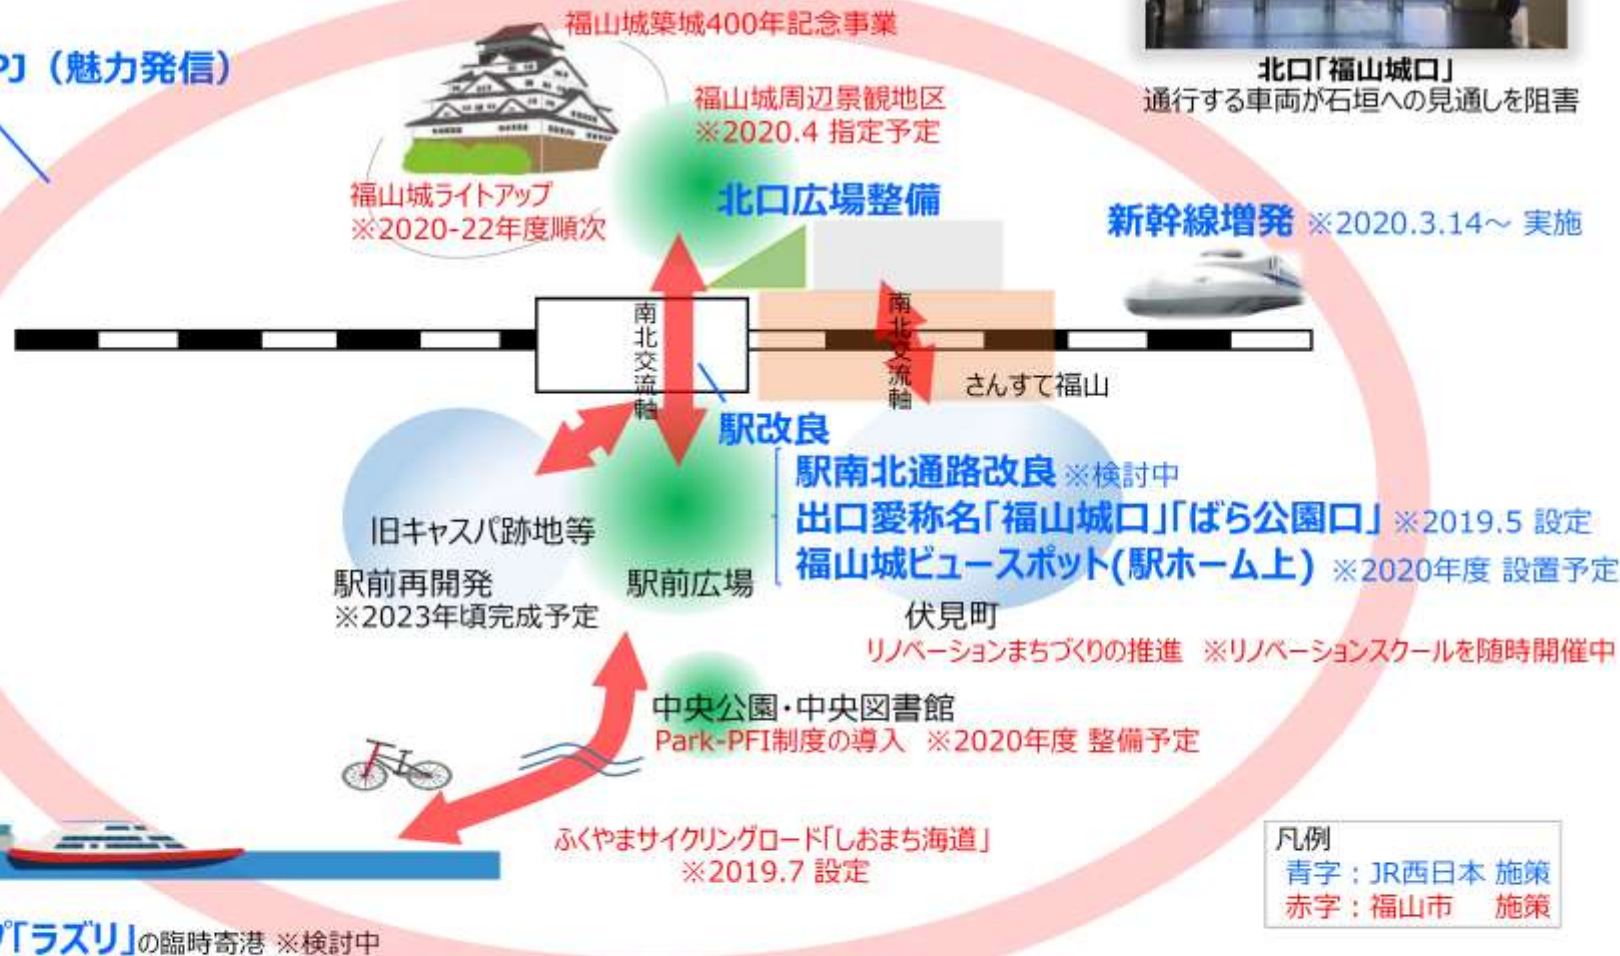 福山城築城400年記念事業
PJ（魅力発信）
北口「福山城口」
通行する車両が石垣への見通しを阻害
福山城周辺景観地区
※2020.4 指定予定
福山城ライトアップ
※2020-22年度順次
北口広場整備
新幹線増発 ※2020.3.14～ 実施
南北交流軸
南北交流軸
さんすて福山
駅改良
駅南北通路改良 ※検討中
出口愛称名「福山城口」「ばら公園口」 ※2019.5 設定
福山城ビュースポット(駅ホーム上) ※2020年度 設置予定
旧キャスパ跡地等
駅前再開発
※2023年頃完成予定
駅前広場
伏見町
リノベーションまちづくりの推進 ※リノベーションスクールを随時開催中
中央公園・中央図書館
Park-PFI制度の導入 ※2020年度 整備予定
ふくやまサイクリングロード「しおまち海道」
※2019.7 設定
凡例
青字：JR西日本 施策
赤字：福山市 施策
プ「ラズリ」の臨時寄港 ※検討中